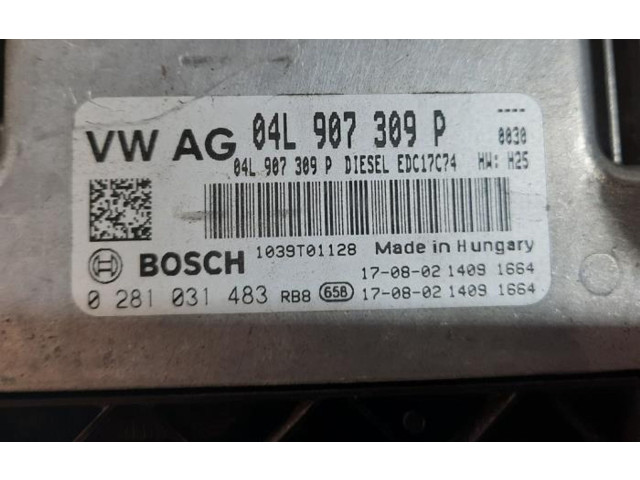 ----
VW AG 04L 907 309 P 0030
04L 907 309 P DIESEL EDC17C74 HW: H25
1039T01128 Made in Hungary
BOSCH 17-08-02 1409 1664
0 281 031 483 RB8 658 17-08-02 1409 1664